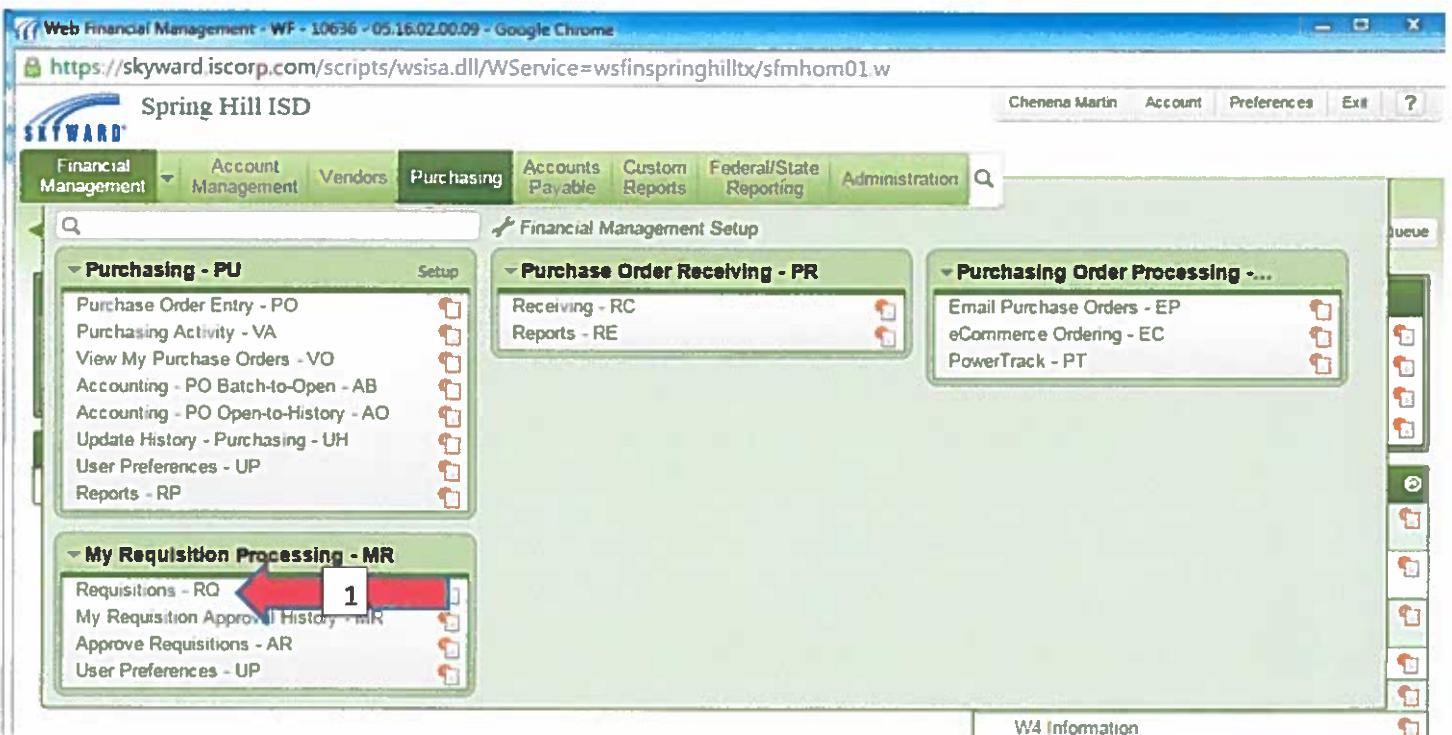 Web Financial Management - WF - 10636 - 05.16.02.00.09 - Google Chrome
https://skyward.iscorp.com/scripts/wsisa.dll/WService=wsfinspringhilltx/sfmhom01.w
SKYWARD
Spring Hill ISD
Chenena Martin Account Preferences Exit ?
Financial Management Account Management Vendors Purchasing Accounts Payable Custom Reports Federal/State Reporting Administration
Financial Management Setup
ueue
Purchasing - PU Setup
Purchase Order Entry - PO
Purchasing Activity - VA
View My Purchase Orders - VO
Accounting - PO Batch-to-Open - AB
Accounting - PO Open-to-History - AO
Update History - Purchasing - UH
User Preferences - UP
Reports - RP
Purchase Order Receiving - PR
Receiving - RC
Reports - RE
Purchasing Order Processing -...
Email Purchase Orders - EP
eCommerce Ordering - EC
PowerTrack - PT
My Requisition Processing - MR
Requisitions - RQ
1
My Requisition Approval History - MR
Approve Requisitions - AR
User Preferences - UP
W4 Information